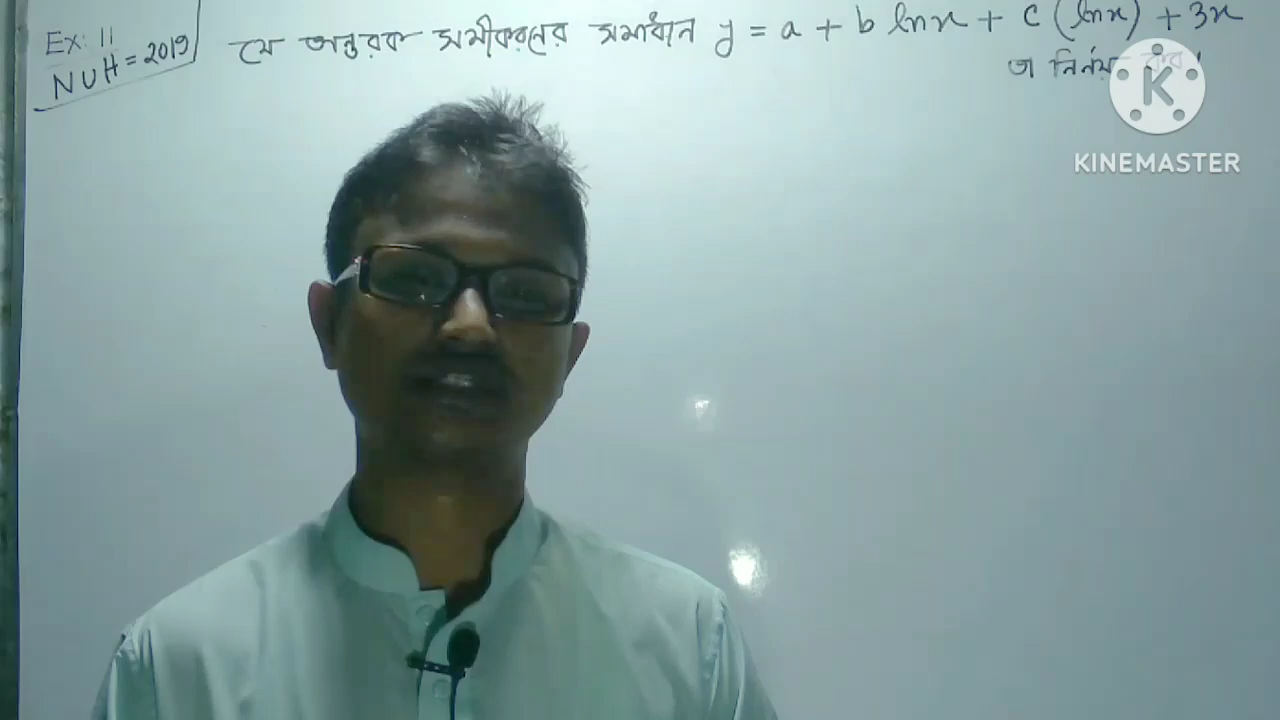 Ex: 11
NUH = 2019
যে অন্তরক সমীকরণের সমাধান y = a + b lnx + c (lnx) + 3x
তা নির্ণয়
KINEMASTER